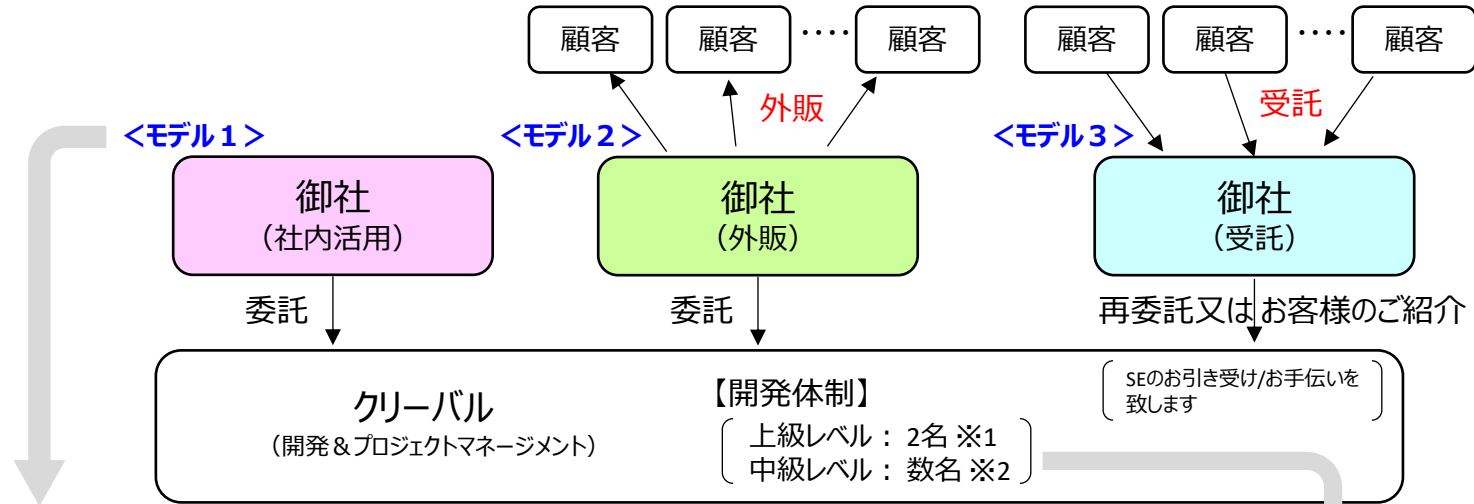 顧客 顧客 ‥‥ 顧客 顧客 顧客 ‥‥ 顧客
外販 受託
＜モデル１＞ ＜モデル２＞ ＜モデル３＞
御社 御社 御社
（社内活用） （外販） （受託）
委託 委託 再委託又はお客様のご紹介
クリーバル
（開発＆プロジェクトマネージメント）
【開発体制】
上級レベル： 2名 ※1
中級レベル： 数名 ※2
SEのお引き受け/お手伝いを
致します